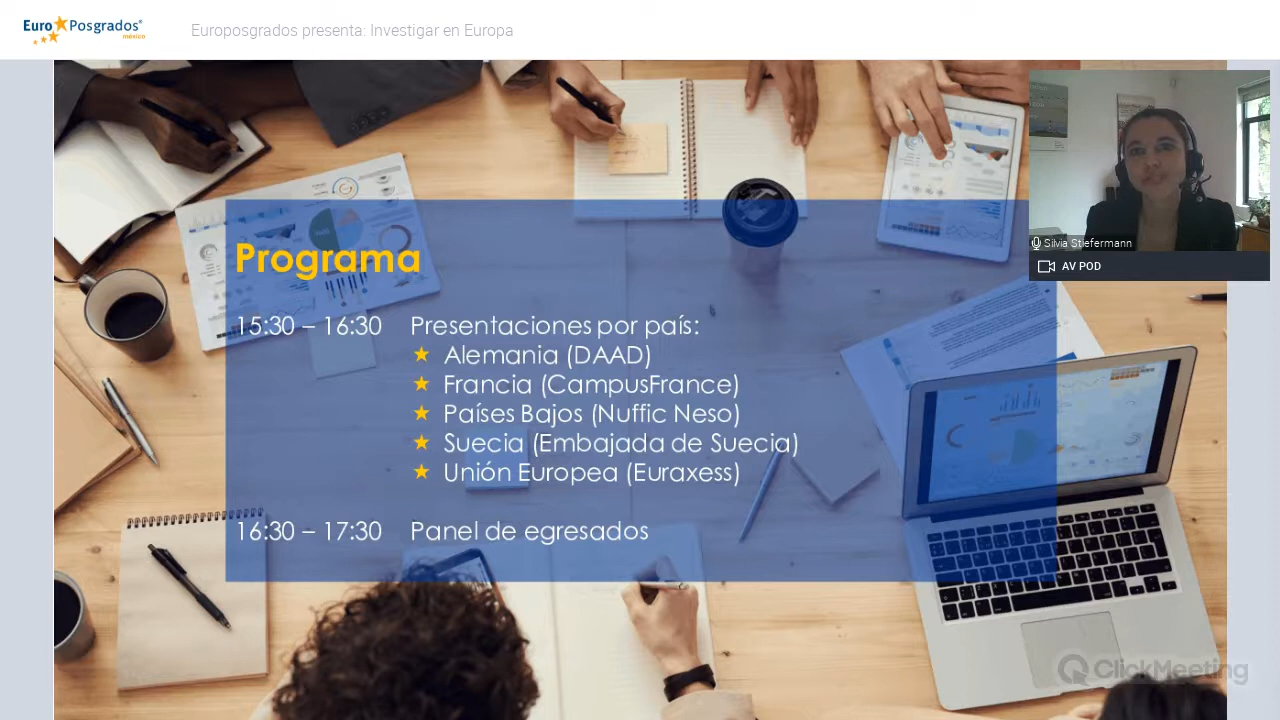 EuroPosgrados®
méxico
Europosgrados presenta: Investigar en Europa
Silvia Stiefermann
AV POD
Programa
15:30 – 16:30 Presentaciones por país:
Alemania (DAAD)
Francia (CampusFrance)
Países Bajos (Nuffic Neso)
Suecia (Embajada de Suecia)
Unión Europea (Euraxess)
16:30 – 17:30 Panel de egresados
ClickMeeting